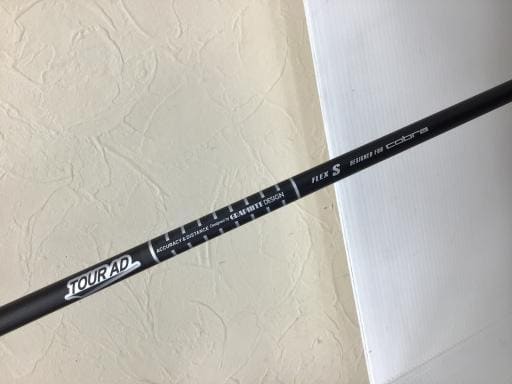 TOUR AD
ACCURACY & DISTANCE Designed by GRAPHITE DESIGN
FLEX S DESIGNED FOR cobra